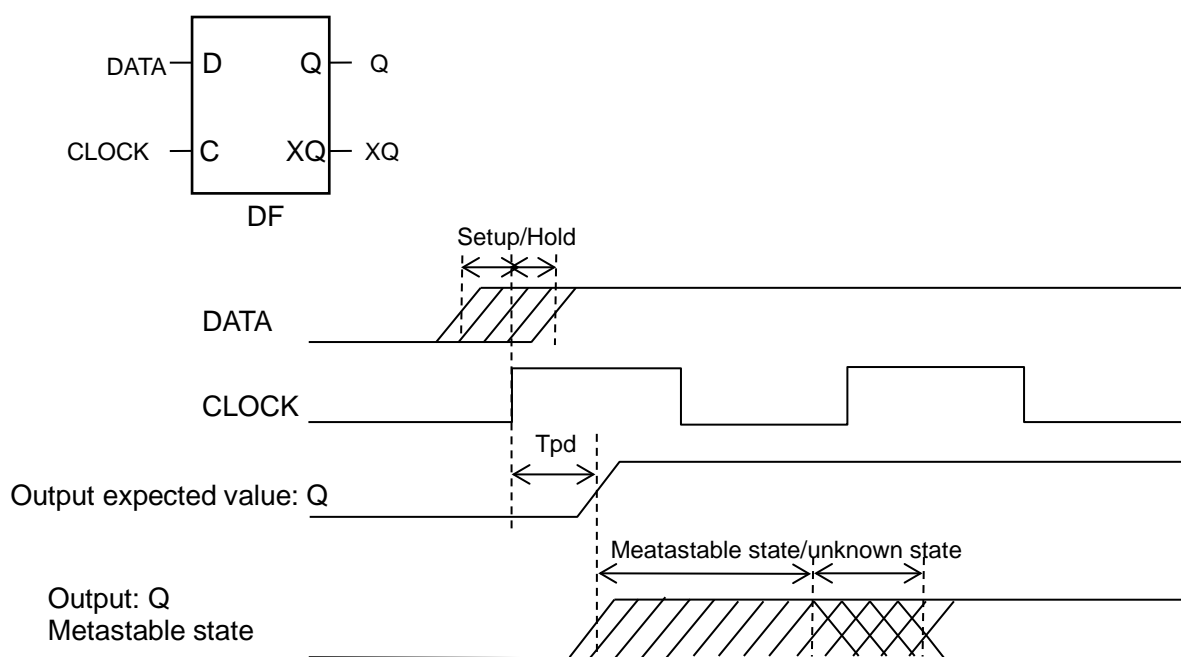 DATA D Q Q
CLOCK C XQ XQ
DF
Setup/Hold
DATA
CLOCK
Tpd
Output expected value: Q
Meatastable state/unknown state
Output: Q
Metastable state